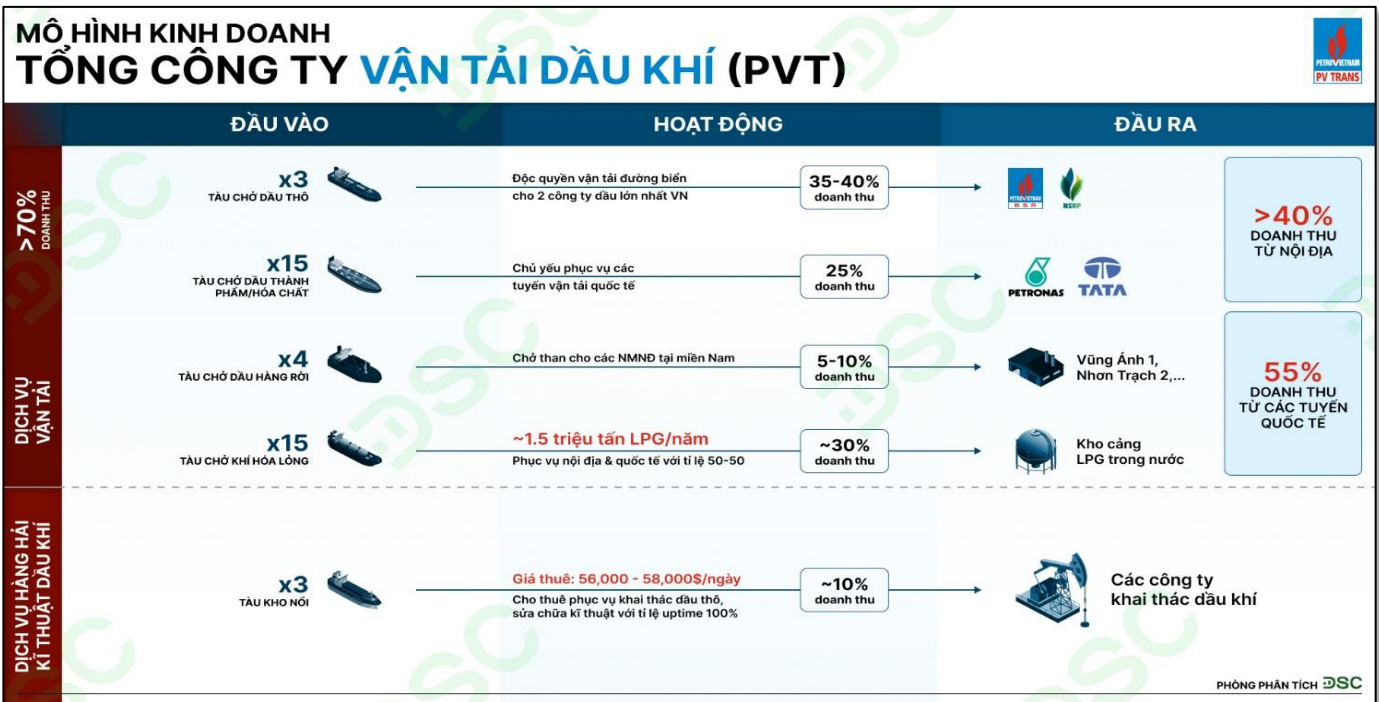 MÔ HÌNH KINH DOANH
TỔNG CÔNG TY VẬN TẢI DẦU KHÍ (PVT)
PETROVIETNAM
PV TRANS
ĐẦU VÀO
HOẠT ĐỘNG
ĐẦU RA
>70%
DOANH THU
DỊCH VỤ
VẬN TẢI
x3
TÀU CHỞ DẦU THÔ
Độc quyền vận tải đường biển
cho 2 công ty dầu lớn nhất VN
35-40%
doanh thu
PETROVIETNAM
BSR
NSRP
x15
TÀU CHỞ DẦU THÀNH
PHẨM/HÓA CHẤT
Chủ yếu phục vụ các
tuyến vận tải quốc tế
25%
doanh thu
PETRONAS
TATA
>40%
DOANH THU
TỪ NỘI ĐỊA
x4
TÀU CHỞ DẦU HÀNG RỜI
Chở than cho các NMNĐ tại miền Nam
5-10%
doanh thu
Vũng Ánh 1,
Nhơn Trạch 2,...
x15
TÀU CHỞ KHÍ HÓA LỎNG
~1.5 triệu tấn LPG/năm
Phục vụ nội địa & quốc tế với tỉ lệ 50-50
~30%
doanh thu
Kho cảng
LPG trong nước
55%
DOANH THU
TỪ CÁC TUYẾN
QUỐC TẾ
DỊCH VỤ HÀNG HẢI
KĨ THUẬT DẦU KHÍ
x3
TÀU KHO NỔI
Giá thuê: 56,000 - 58,000$/ngày
Cho thuê phục vụ khai thác dầu thô,
sửa chữa kĩ thuật với tỉ lệ uptime 100%
~10%
doanh thu
Các công ty
khai thác dầu khí
PHÒNG PHÂN TÍCH DSC